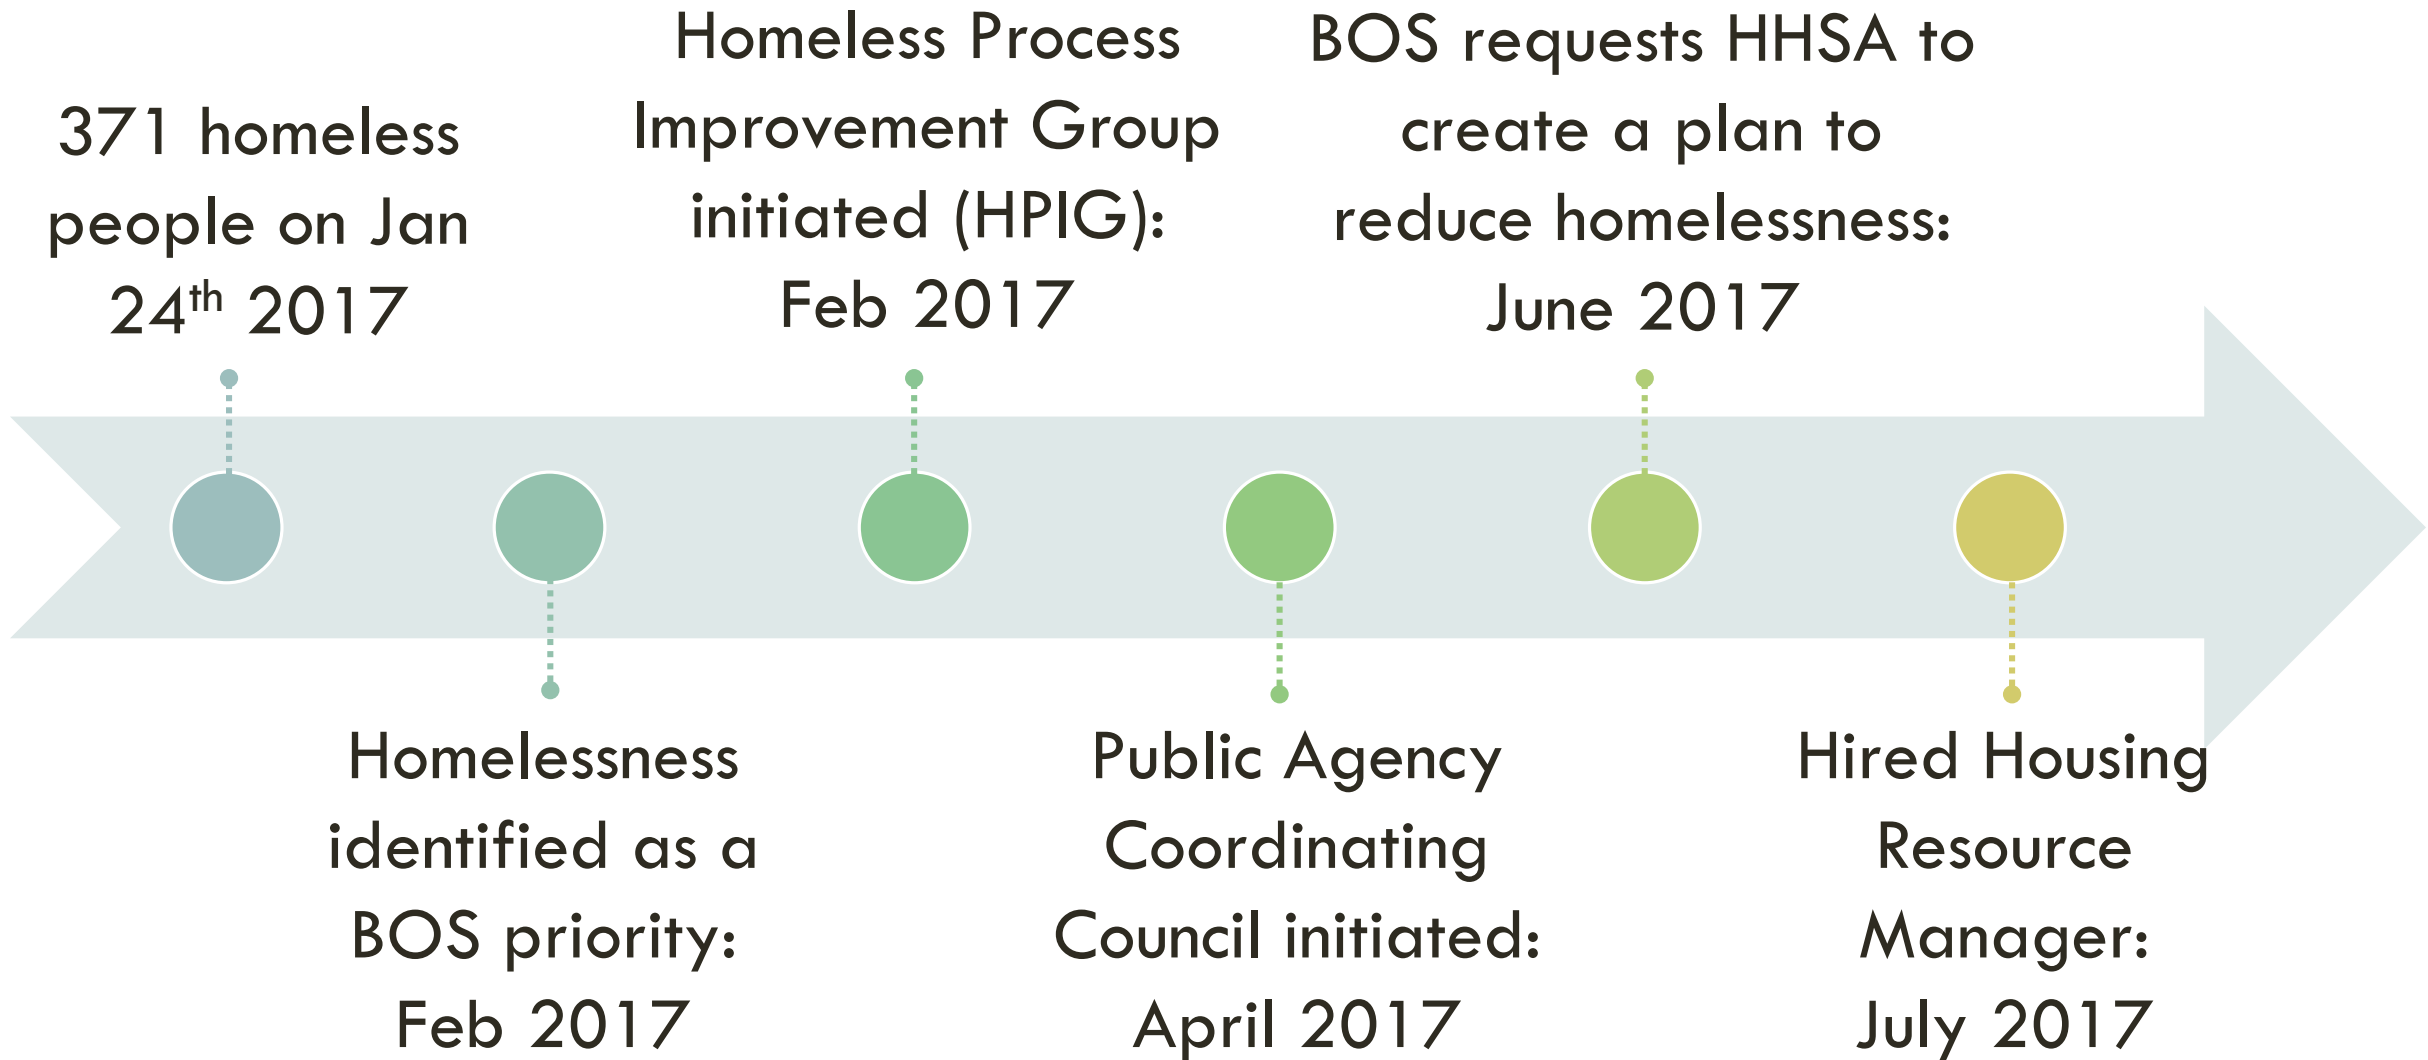 371 homeless
people on Jan
24th 2017
Homelessness
identified as a
BOS priority:
Feb 2017
Homeless Process
Improvement Group
initiated (HPIG):
Feb 2017
Public Agency
Coordinating
Council initiated:
April 2017
BOS requests HHSA to
create a plan to
reduce homelessness:
June 2017
Hired Housing
Resource
Manager:
July 2017